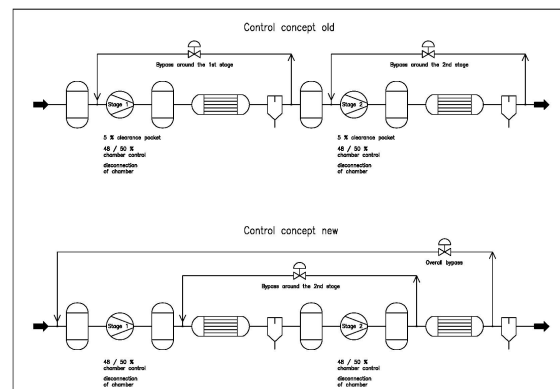 Control concept old
Bypass around the 1st stage
Bypass around the 2nd stage
Stage 1
Stage 2
5 % clearance pocket
48 / 50 %
chamber control
disconnection
of chamber
5 % clearance pocket
48 / 50 %
chamber control
disconnection
of chamber
Control concept new
Overall bypass
Bypass around the 2nd stage
Stage 1
Stage 2
48 / 50 %
chamber control
disconnection
of chamber
48 / 50 %
chamber control
disconnection
of chamber